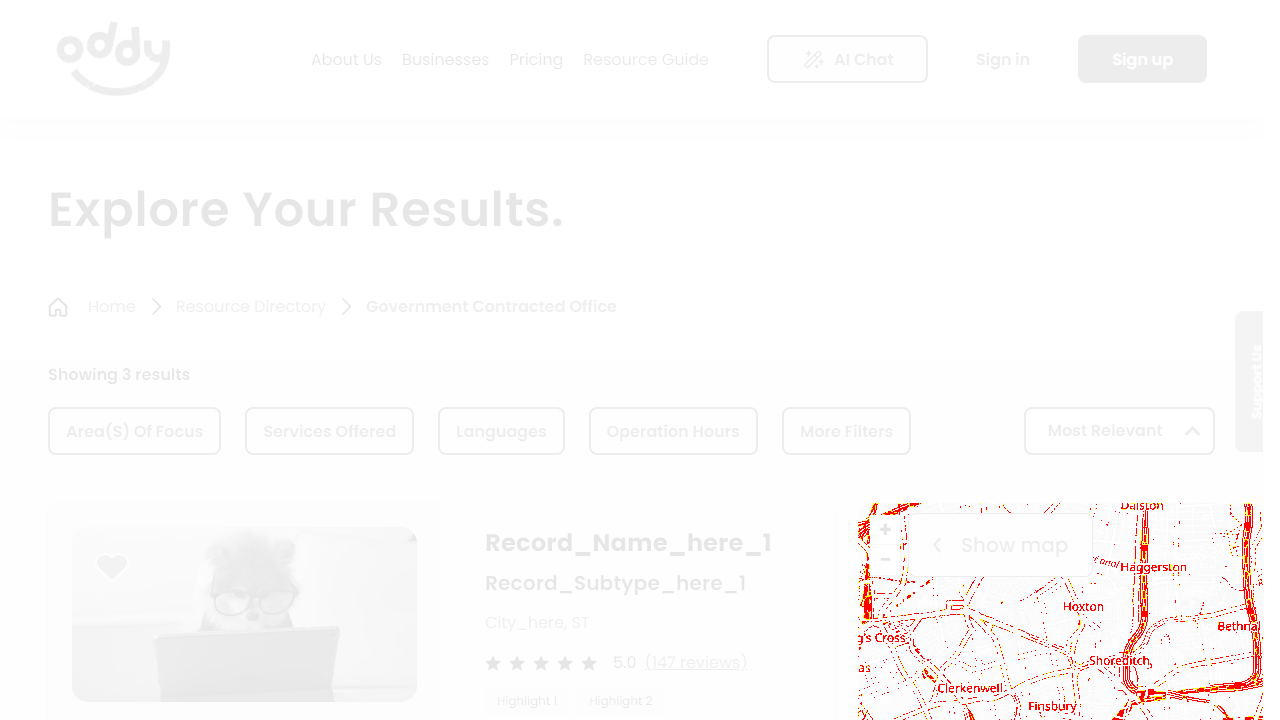 oddy
About Us Businesses Pricing Resource Guide AI Chat Sign in Sign up
Explore Your Results.
Home Resource Directory Government Contracted Office
Support Us
Showing 3 results
Area(S) Of Focus Services Offered Languages Operation Hours More Filters Most Relevant
Record_Name_here_1
Record_Subtype_here_1
City_here, ST
5.0 (147 reviews)
Highlight 1 Highlight 2
Dalston
+
Show map
−
Haggerston
Hoxton
Bethnal
g's Cross
Shoreditch
as
Clerkenwell
Finsbury